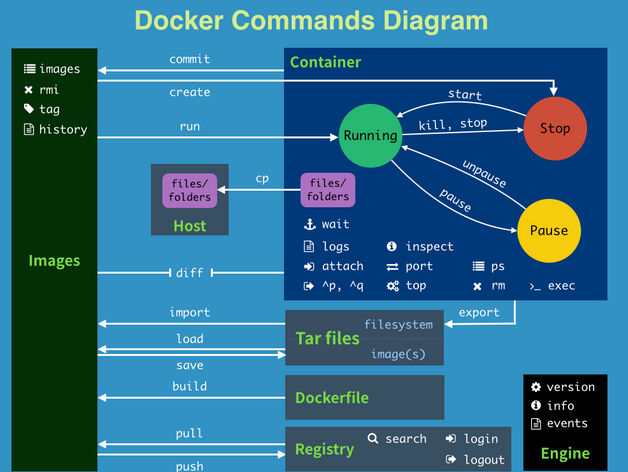 Docker Commands Diagram
images
rmi
tag
history
Images
commit
create
run
cp
diff
import
load
save
build
pull
push
files/
folders
Host
Container
Running
start
kill, stop
Stop
unpause
pause
Pause
files/
folders
wait
logs
inspect
attach
port
ps
^p, ^q
top
rm
>_ exec
export
Tar files
filesystem
image(s)
Dockerfile
Registry
search
login
logout
version
info
events
Engine